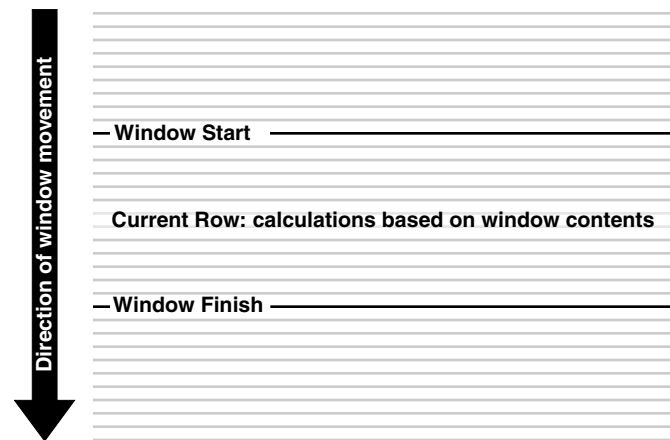 Direction of window movement
Window Start
Current Row: calculations based on window contents
Window Finish